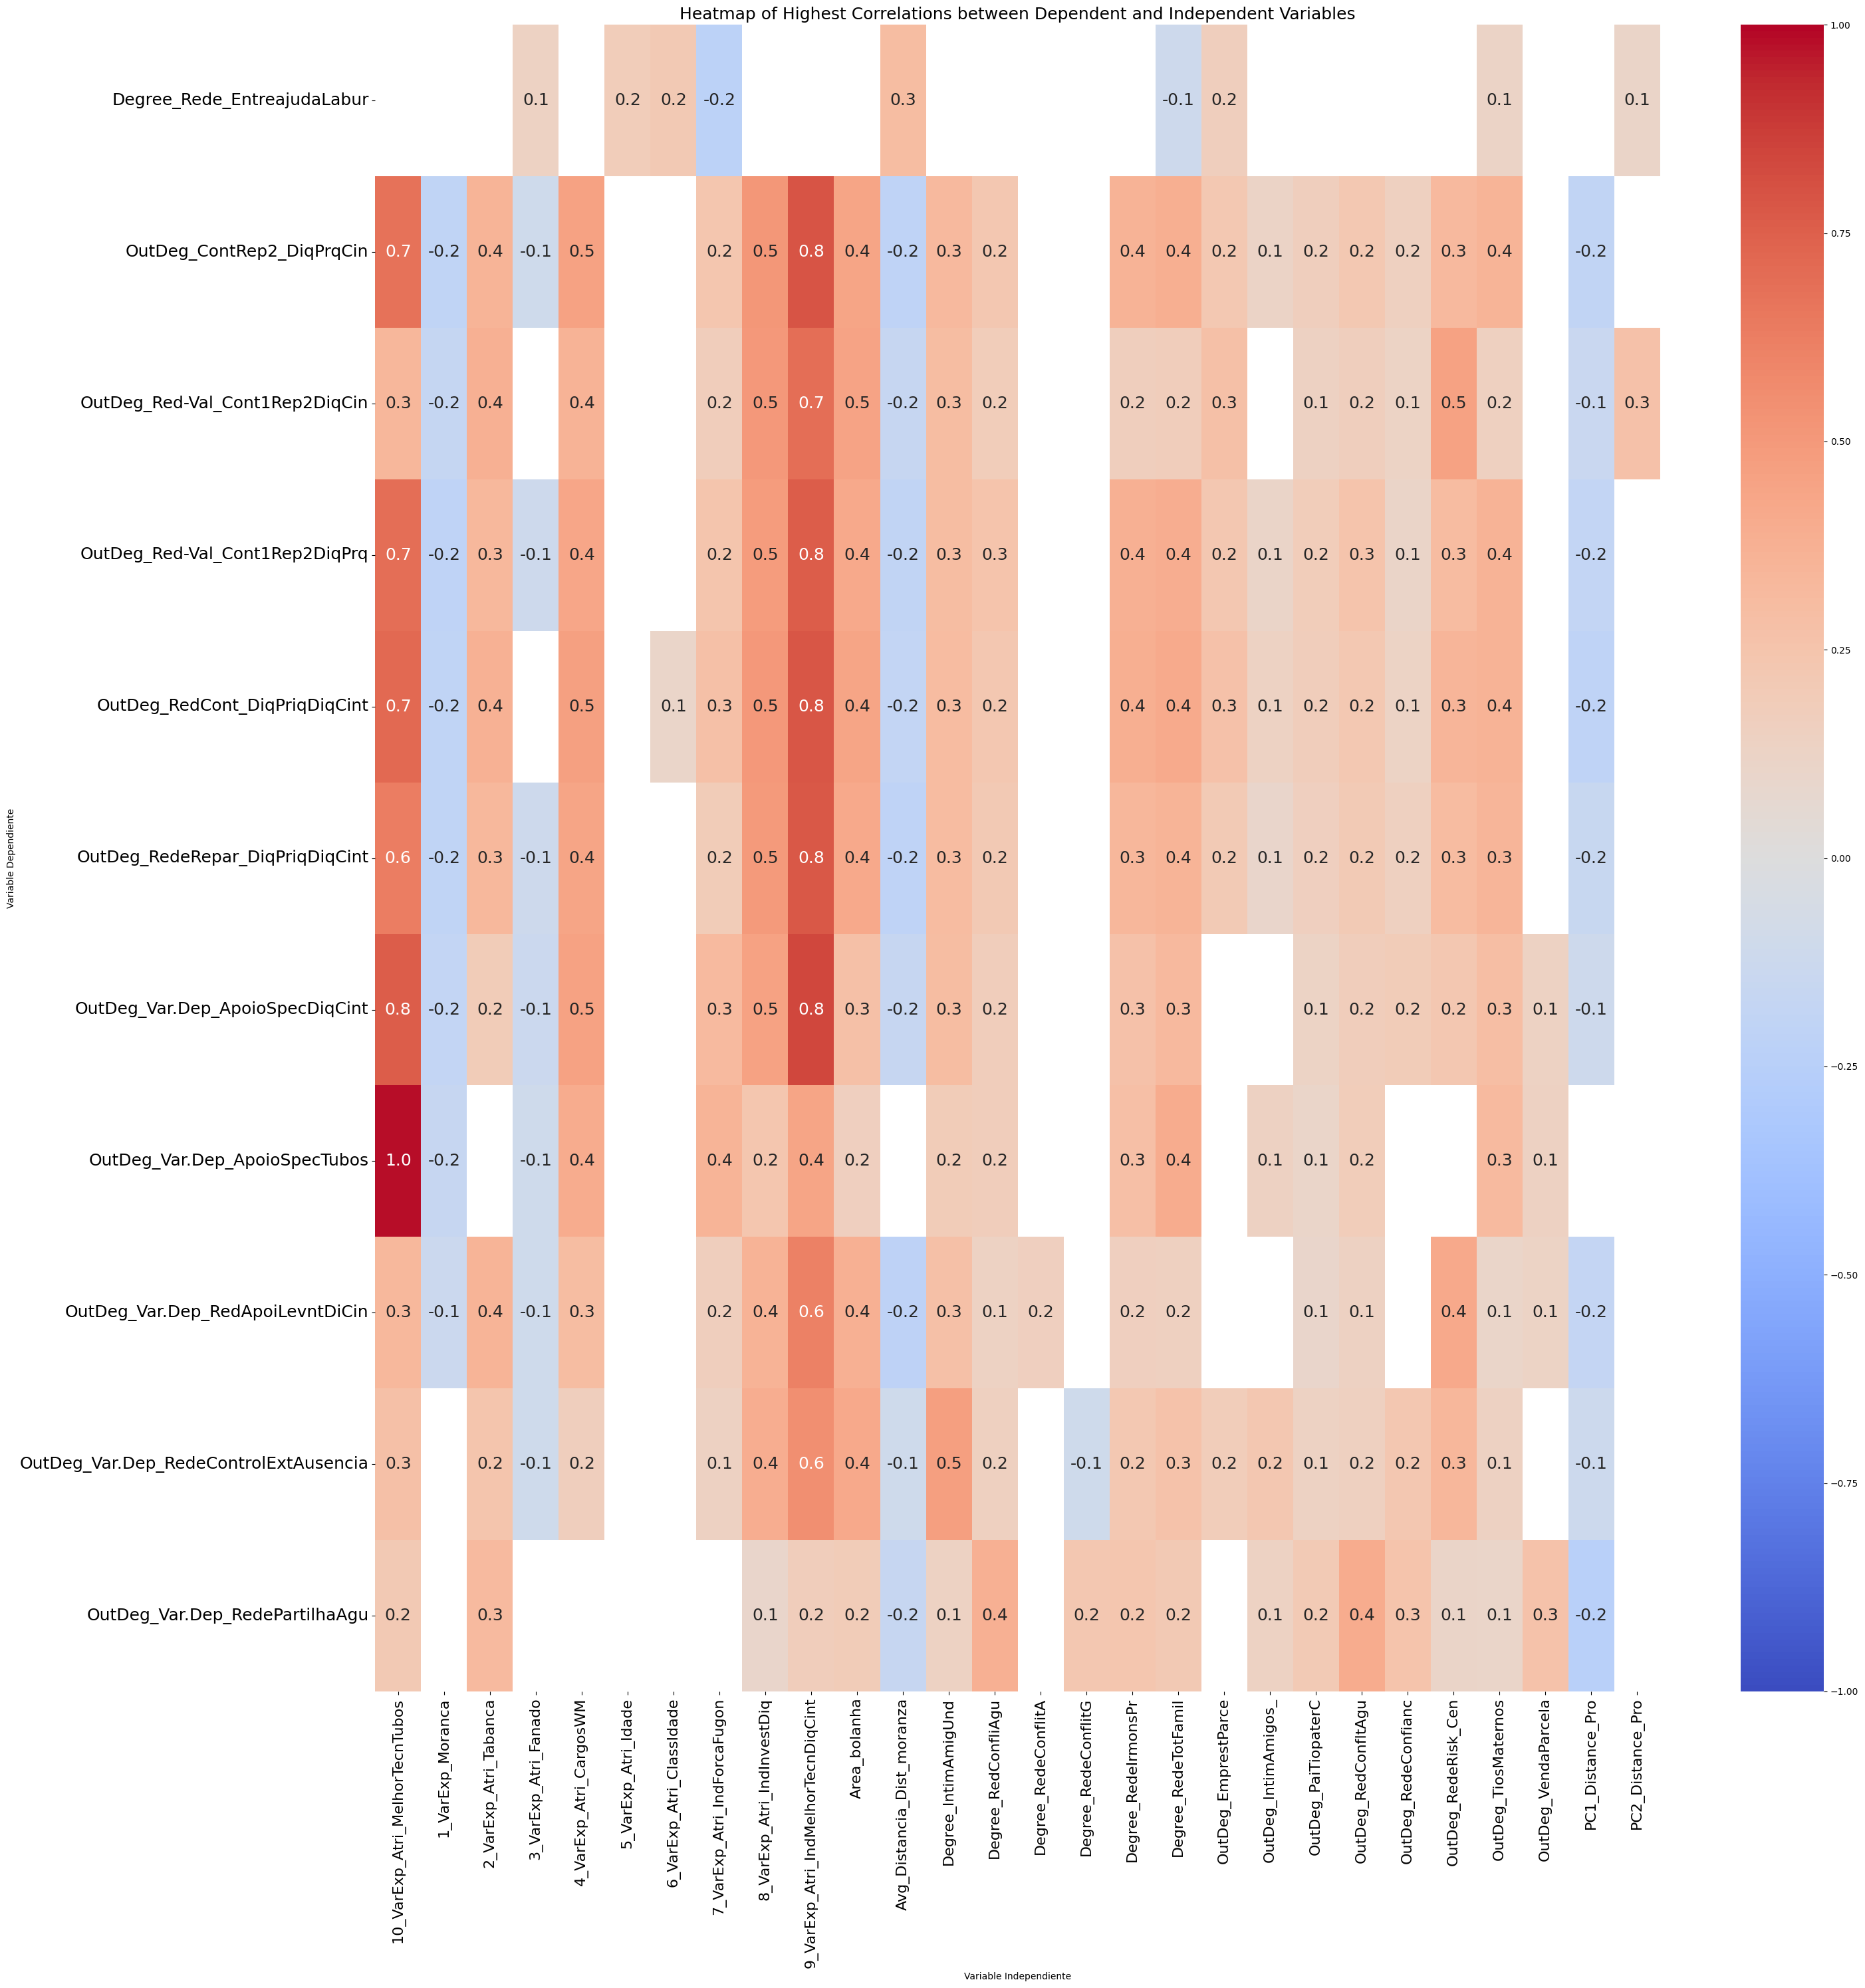 Heatmap of Highest Correlations between Dependent and Independent Variables
Variable Dependiente
Degree_Rede_EntreajudaLabur 0.1 0.2 0.2 -0.2 0.3 -0.1 0.2 0.1 0.1
OutDeg_ContRep2_DiqPrqCin 0.7 -0.2 0.4 -0.1 0.5 0.2 0.5 0.8 0.4 -0.2 0.3 0.2 0.4 0.4 0.2 0.1 0.2 0.2 0.2 0.3 0.4 -0.2
OutDeg_Red-Val_Cont1Rep2DiqCin 0.3 -0.2 0.4 0.4 0.2 0.5 0.7 0.5 -0.2 0.3 0.2 0.2 0.2 0.3 0.1 0.2 0.1 0.5 0.2 -0.1 0.3
OutDeg_Red-Val_Cont1Rep2DiqPrq 0.7 -0.2 0.3 -0.1 0.4 0.2 0.5 0.8 0.4 -0.2 0.3 0.3 0.4 0.4 0.2 0.1 0.2 0.3 0.1 0.3 0.4 -0.2
OutDeg_RedCont_DiqPriqDiqCint 0.7 -0.2 0.4 0.5 0.1 0.3 0.5 0.8 0.4 -0.2 0.3 0.2 0.4 0.4 0.3 0.1 0.2 0.2 0.1 0.3 0.4 -0.2
OutDeg_RedeRepar_DiqPriqDiqCint 0.6 -0.2 0.3 -0.1 0.4 0.2 0.5 0.8 0.4 -0.2 0.3 0.2 0.3 0.4 0.2 0.1 0.2 0.2 0.2 0.3 0.3 -0.2
OutDeg_Var.Dep_ApoioSpecDiqCint 0.8 -0.2 0.2 -0.1 0.5 0.3 0.5 0.8 0.3 -0.2 0.3 0.2 0.3 0.3 0.1 0.2 0.2 0.2 0.3 0.1 -0.1
OutDeg_Var.Dep_ApoioSpecTubos 1.0 -0.2 -0.1 0.4 0.4 0.2 0.4 0.2 0.2 0.2 0.3 0.4 0.1 0.1 0.2 0.3 0.1
OutDeg_Var.Dep_RedApoiLevntDiCin 0.3 -0.1 0.4 -0.1 0.3 0.2 0.4 0.6 0.4 -0.2 0.3 0.1 0.2 0.2 0.2 0.1 0.1 0.4 0.1 0.1 -0.2
OutDeg_Var.Dep_RedeControlExtAusencia 0.3 0.2 -0.1 0.2 0.1 0.4 0.6 0.4 -0.1 0.5 0.2 -0.1 0.2 0.3 0.2 0.2 0.1 0.2 0.2 0.3 0.1 -0.1
OutDeg_Var.Dep_RedePartilhaAgu 0.2 0.3 0.1 0.2 0.2 -0.2 0.1 0.4 0.2 0.2 0.2 0.1 0.2 0.4 0.3 0.1 0.1 0.3 -0.2
10_VarExp_Atri_MelhorTecnTubos
1_VarExp_Moranca
2_VarExp_Atri_Tabanca
3_VarExp_Atri_Fanado
4_VarExp_Atri_CargosWM
5_VarExp_Atri_Idade
6_VarExp_Atri_ClassIdade
7_VarExp_Atri_IndForcaFugon
8_VarExp_Atri_IndInvestDiq
9_VarExp_Atri_IndMelhorTecnDiqCint
Area_bolanha
Avg_Distancia_Dist_moranza
Degree_IntimAmigUnd
Degree_RedConfliAgu
Degree_RedeConflitA
Degree_RedeConflitG
Degree_RedeIrmonsPr
Degree_RedeTotFamil
OutDeg_EmprestParce
OutDeg_IntimAmigos_
OutDeg_PaiTiopaterC
OutDeg_RedConfltAgu
OutDeg_RedeConfianc
OutDeg_RedeRisk_Cen
OutDeg_TiosMaternos
OutDeg_VendaParcela
PC1_Distance_Pro
PC2_Distance_Pro
Variable Independiente
1.00
0.75
0.50
0.25
0.00
−0.25
−0.50
−0.75
−1.00